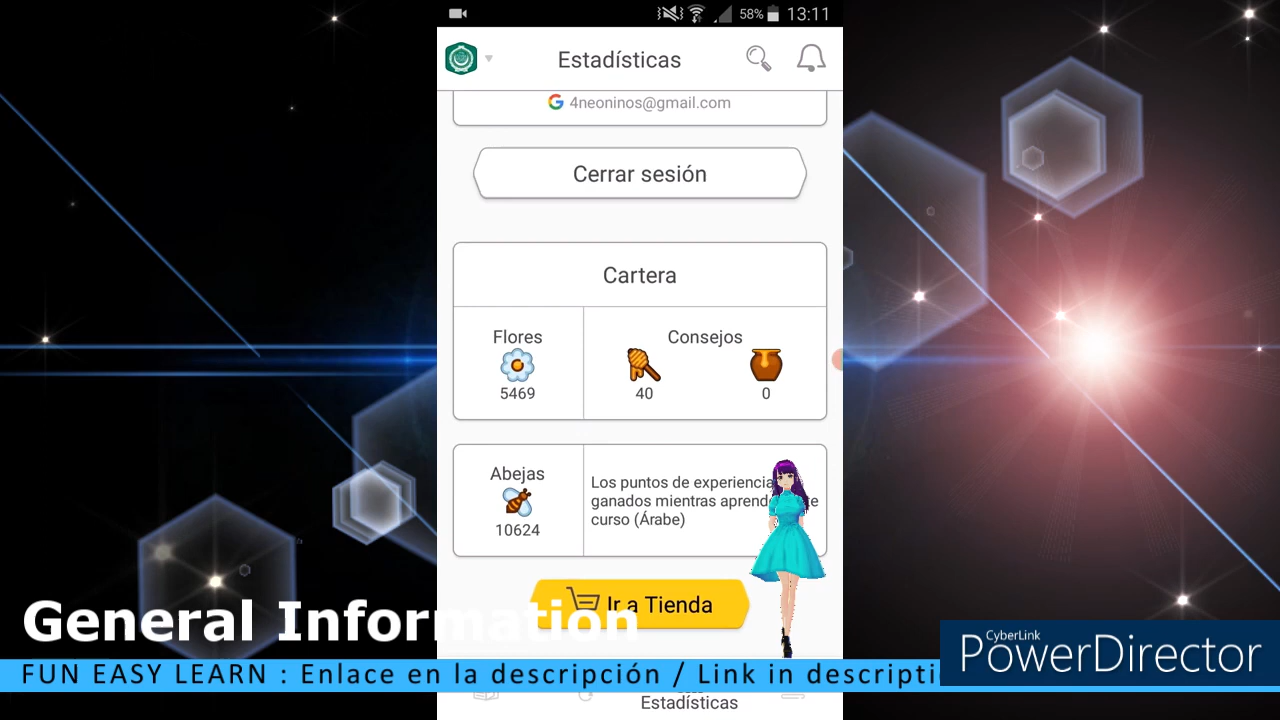 58% 13:11
Estadísticas
4neoninos@gmail.com
Cerrar sesión
Cartera
Flores
5469
Consejos
40
0
Abejas
10624
Los puntos de experiencia
ganados mientras aprend
curso (Árabe)
Ir a Tienda
General Information
FUN EASY LEARN : Enlace en la descripción / Link in descripti
CyberLink
PowerDirector
Estadísticas